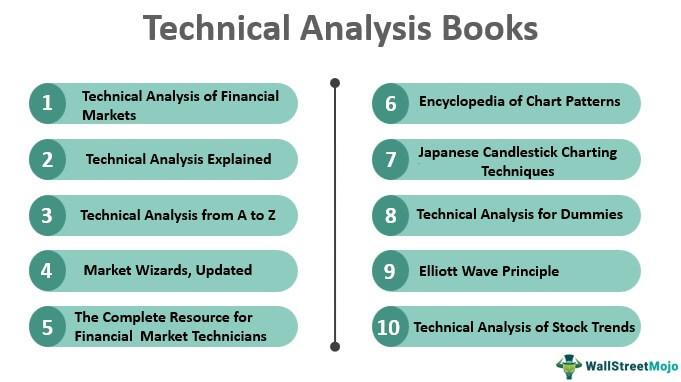 Technical Analysis Books
1
Technical Analysis of Financial
Markets
2
Technical Analysis Explained
3
Technical Analysis from A to Z
4
Market Wizards, Updated
5
The Complete Resource for
Financial Market Technicians
6
Encyclopedia of Chart Patterns
7
Japanese Candlestick Charting
Techniques
8
Technical Analysis for Dummies
9
Elliott Wave Principle
10
Technical Analysis of Stock Trends
WallStreetMojo